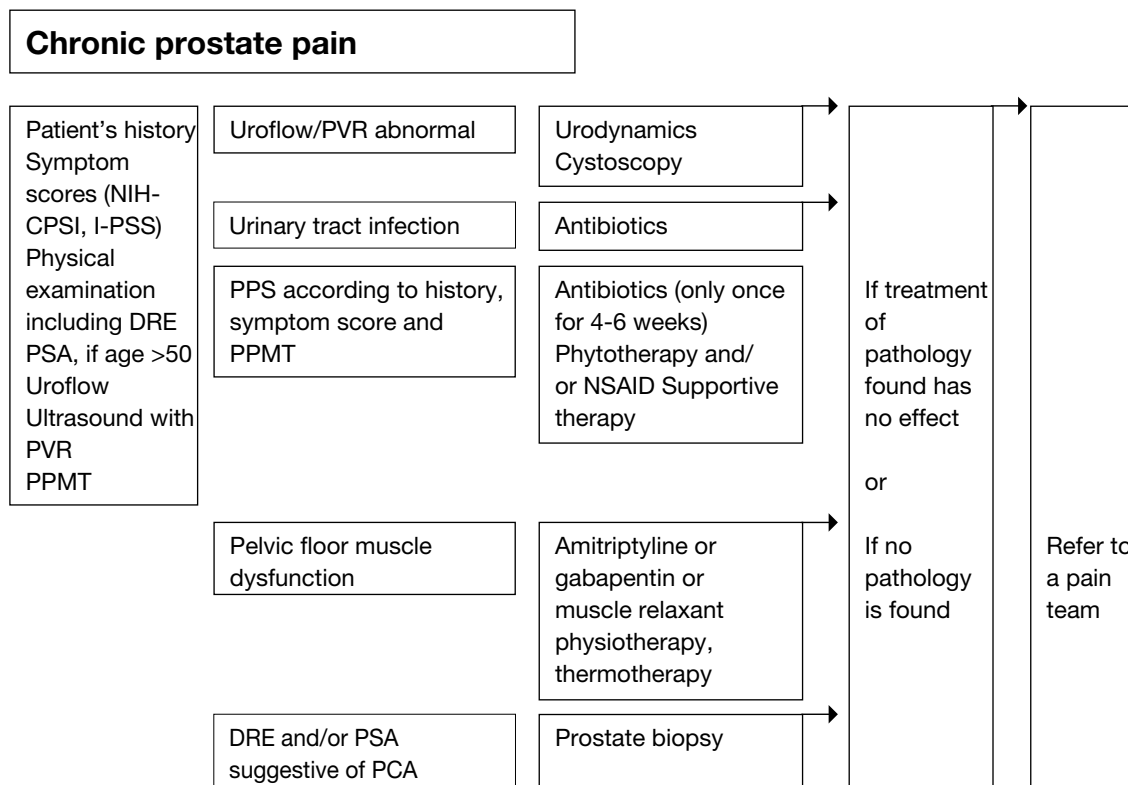 Chronic prostate pain
Patient's history
Symptom
scores (NIH-
CPSI, I-PSS)
Physical
examination
including DRE
PSA, if age >50
Uroflow
Ultrasound with
PVR
PPMT
Uroflow/PVR abnormal
Urodynamics
Cystoscopy
Urinary tract infection
Antibiotics
PPS according to history,
symptom score and
PPMT
Antibiotics (only once
for 4-6 weeks)
Phytotherapy and/
or NSAID Supportive
therapy
Pelvic floor muscle
dysfunction
Amitriptyline or
gabapentin or
muscle relaxant
physiotherapy,
thermotherapy
DRE and/or PSA
suggestive of PCA
Prostate biopsy
If treatment
of
pathology
found has
no effect
or
If no
pathology
is found
Refer to
a pain
team